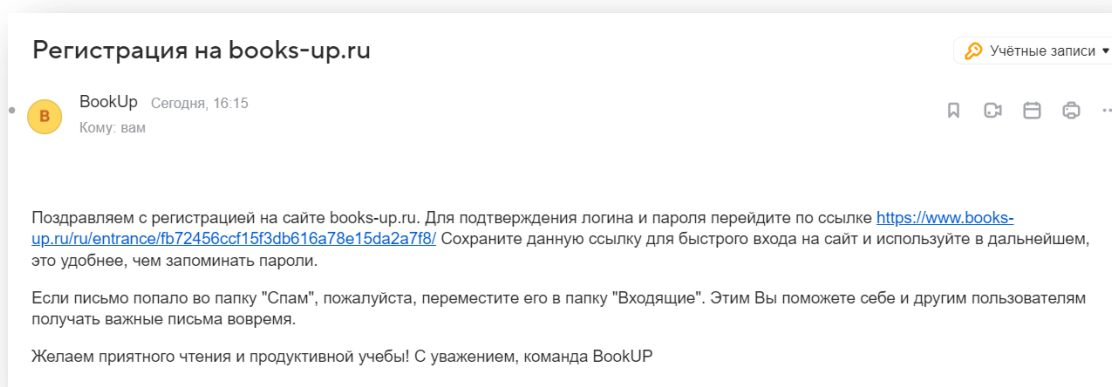 Регистрация на books-up.ru
Учётные записи
В
BookUp Сегодня, 16:15
Кому: вам
Поздравляем с регистрацией на сайте books-up.ru. Для подтверждения логина и пароля перейдите по ссылке https://www.books-
up.ru/ru/entrance/fb72456ccf15f3db616a78e15da2a7f8/ Сохраните данную ссылку для быстрого входа на сайт и используйте в дальнейшем,
это удобнее, чем запоминать пароли.
Если письмо попало во папку "Спам", пожалуйста, переместите его в папку "Входящие". Этим Вы поможете себе и другим пользователям
получать важные письма вовремя.
Желаем приятного чтения и продуктивной учебы! С уважением, команда BookUP